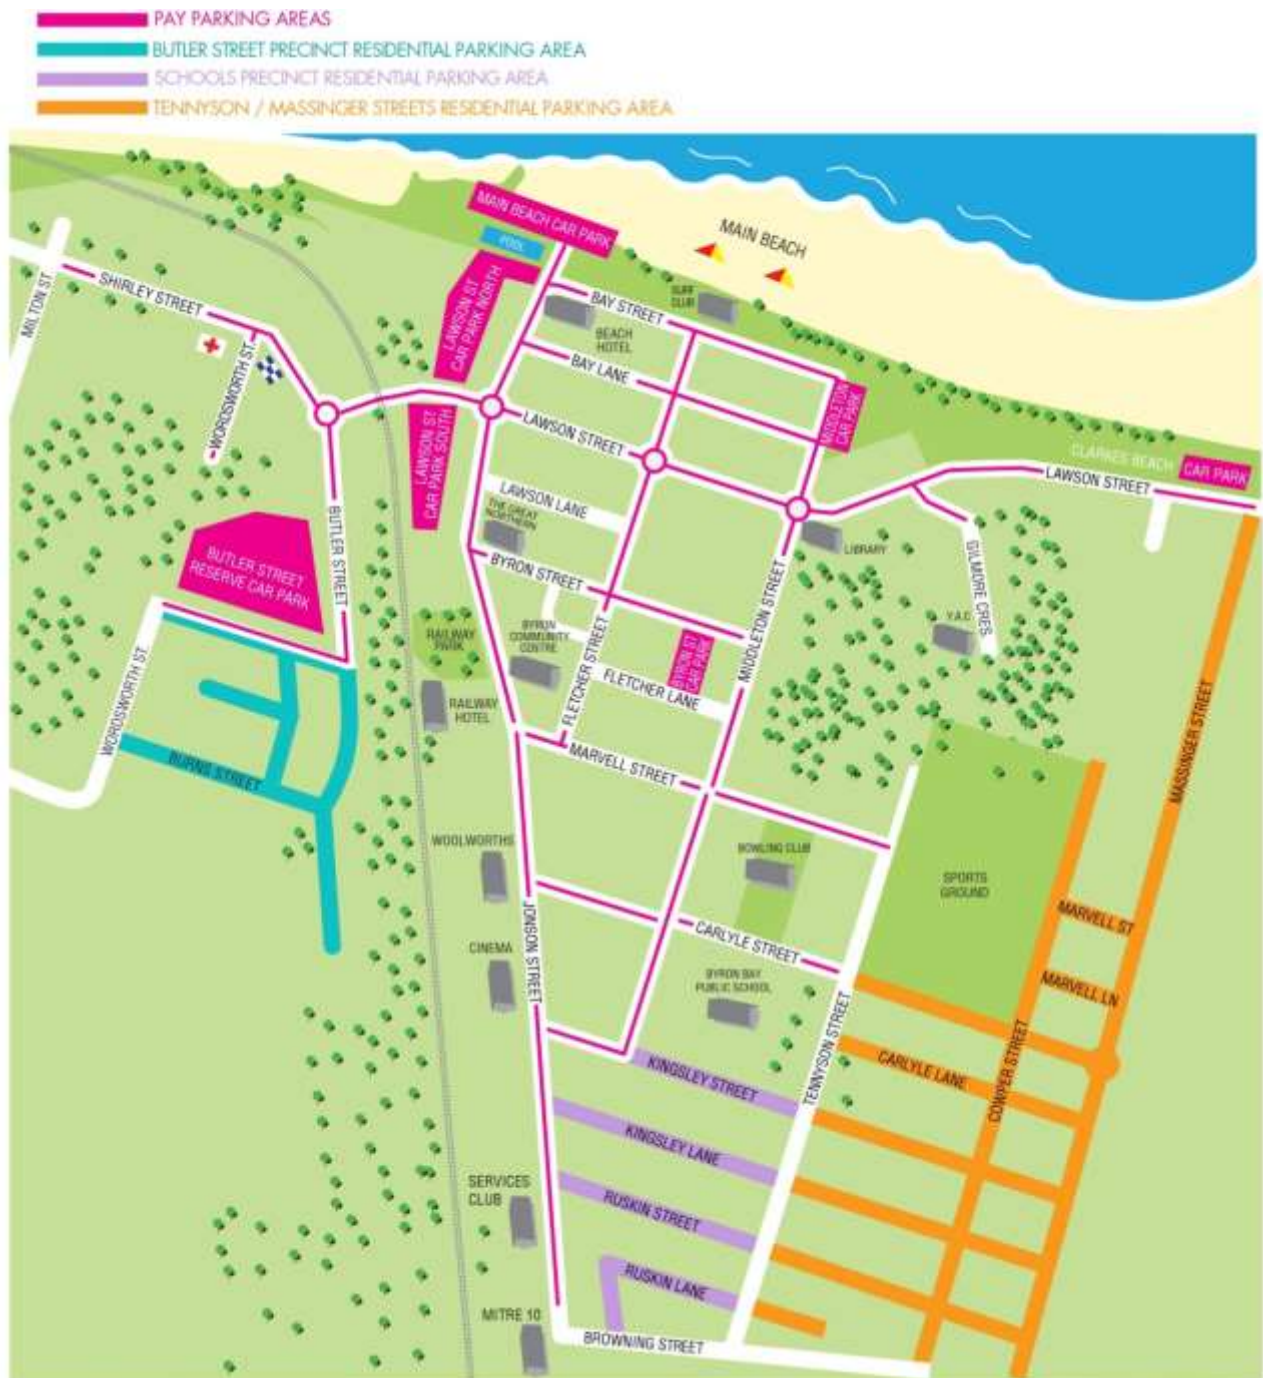 PAY PARKING AREAS
BUTLER STREET PRECINCT RESIDENTIAL PARKING AREA
SCHOOLS PRECINCT RESIDENTIAL PARKING AREA
TENNYSON / MASSINGER STREETS RESIDENTIAL PARKING AREA
MAIN BEACH CAR PARK
POOL
MAIN BEACH
MILTON ST.
SHIRLEY STREET
LAWSON ST
CAR PARK NORTH
BAY STREET
SURF
CLUB
BEACH
HOTEL
BAY LANE
WORDSWORTH ST.
MIDDLETON
CAR PARK
LAWSON STREET
LAWSON ST
CAR PARK SOUTH
CLARKES BEACH
CAR PARK
LAWSON STREET
LAWSON LANE
THE GREAT
NORTHERN
BUTLER STREET
LIBRARY
GILMORE CRES
BUTLER STREET
RESERVE CAR PARK
BYRON STREET
MIDDLETON STREET
Y.A.C
RAILWAY
PARK
BYRON
COMMUNITY
CENTRE
FLETCHER STREET
BYRON ST
CAR PARK
FLETCHER LANE
WORDSWORTH ST.
RAILWAY
HOTEL
MASSINGER STREET
BURNS STREET
MARVELL STREET
WOOLWORTHS
BOWLING CLUB
SPORTS
GROUND
MARVELL ST
JONSON STREET
CARLYLE STREET
CINEMA
BYRON BAY
PUBLIC SCHOOL
MARVELL LN
TENNYSON STREET
CARLYLE LANE
COWPER STREET
KINGSLEY STREET
KINGSLEY LANE
SERVICES
CLUB
RUSKIN STREET
RUSKIN LANE
MITRE 10
BROWNING STREET